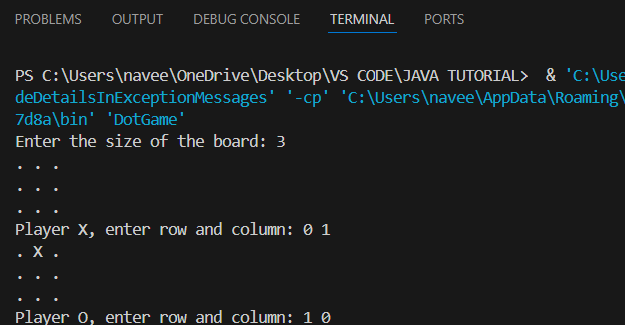 PROBLEMS OUTPUT DEBUG CONSOLE TERMINAL PORTS
PS C:\Users\navee\OneDrive\Desktop\VS CODE\JAVA TUTORIAL>  & 'C:\Use
deDetailsInExceptionMessages' '-cp' 'C:\Users\navee\AppData\Roaming\
7d8a\bin' 'DotGame'
Enter the size of the board: 3
. . .
. . .
. . .
Player X, enter row and column: 0 1
. X .
. . .
. . .
Player O, enter row and column: 1 0